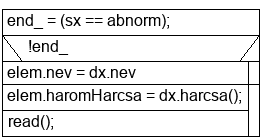 end_ = (sx == abnorm);
!end_
elem.nev = dx.nev
elem.haromHarcsa = dx.harcsa();
read();